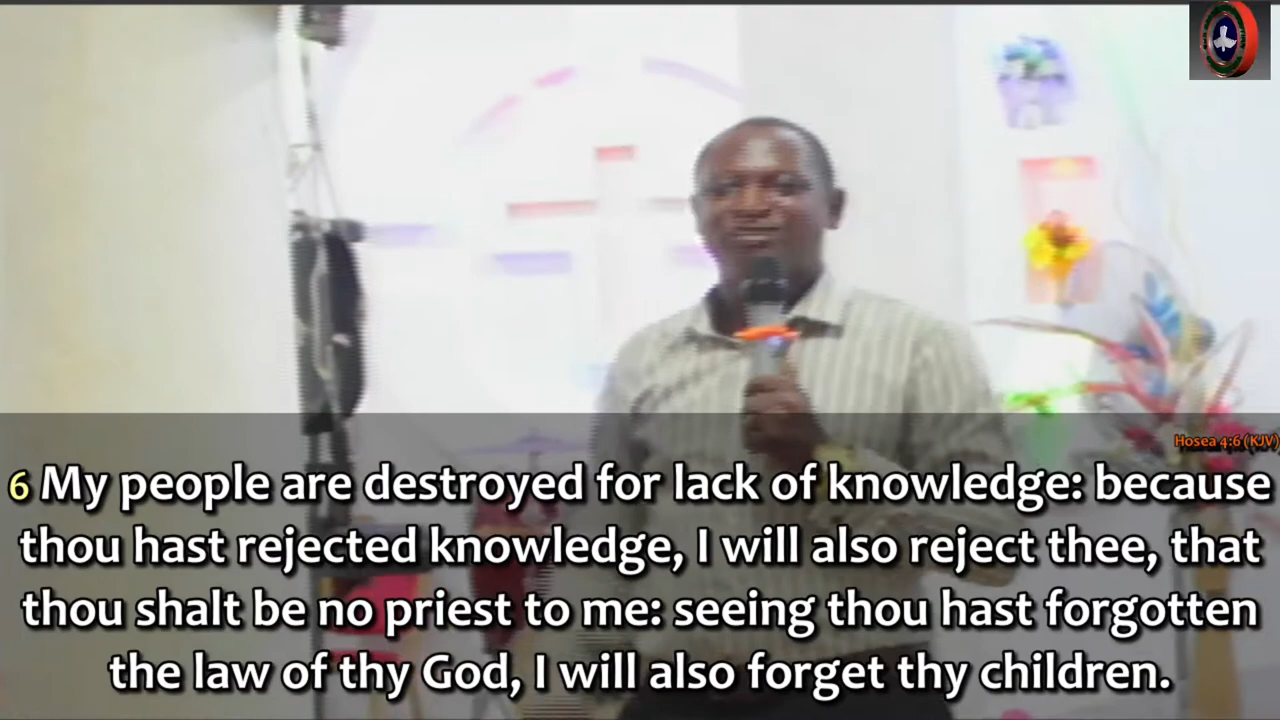 Hosea 4:6 (KJV)
6 My people are destroyed for lack of knowledge: because
thou hast rejected knowledge, I will also reject thee, that
thou shalt be no priest to me: seeing thou hast forgotten
the law of thy God, I will also forget thy children.